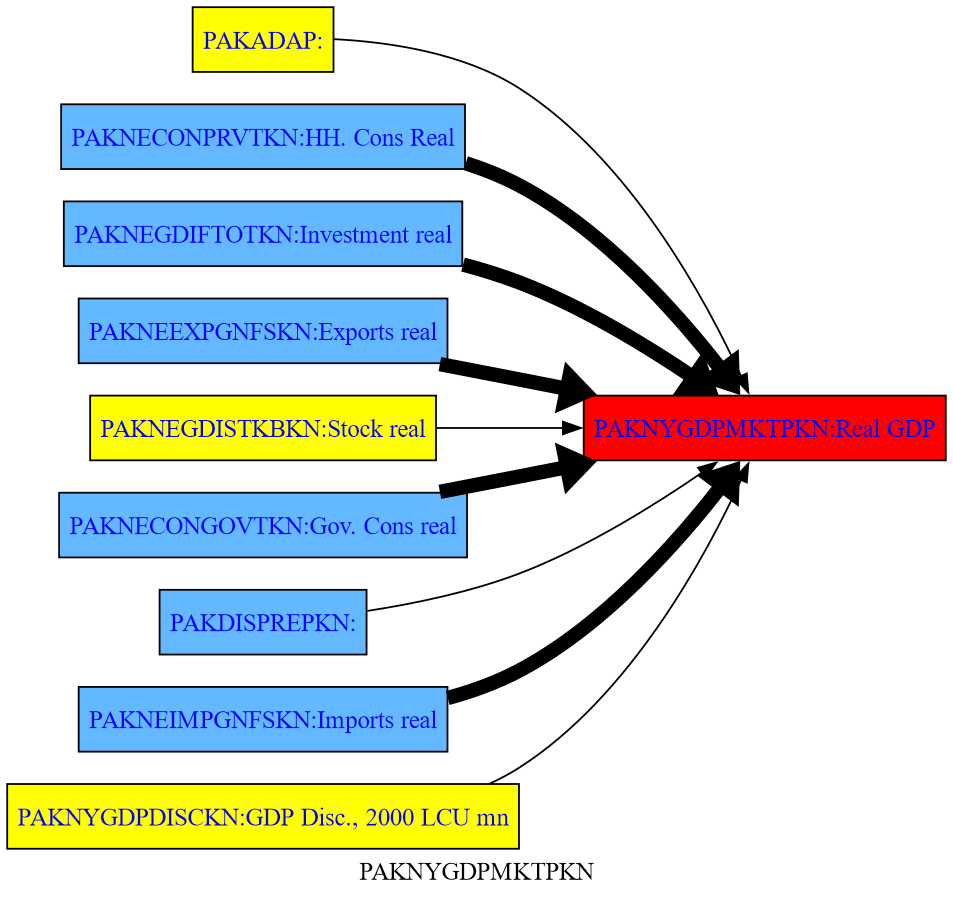 PAKADAP:
PAKNECONPRVTKN:HH. Cons Real
PAKNEGDIFTOTKN:Investment real
PAKNEEXPGNFSKN:Exports real
PAKNEGDISTKBKN:Stock real
PAKNYGDPMKTPKN:Real GDP
PAKNECONGOVTKN:Gov. Cons real
PAKDISPREPKN:
PAKNEIMPGNFSKN:Imports real
PAKNYGDPDISCKN:GDP Disc., 2000 LCU mn
PAKNYGDPMKTPKN